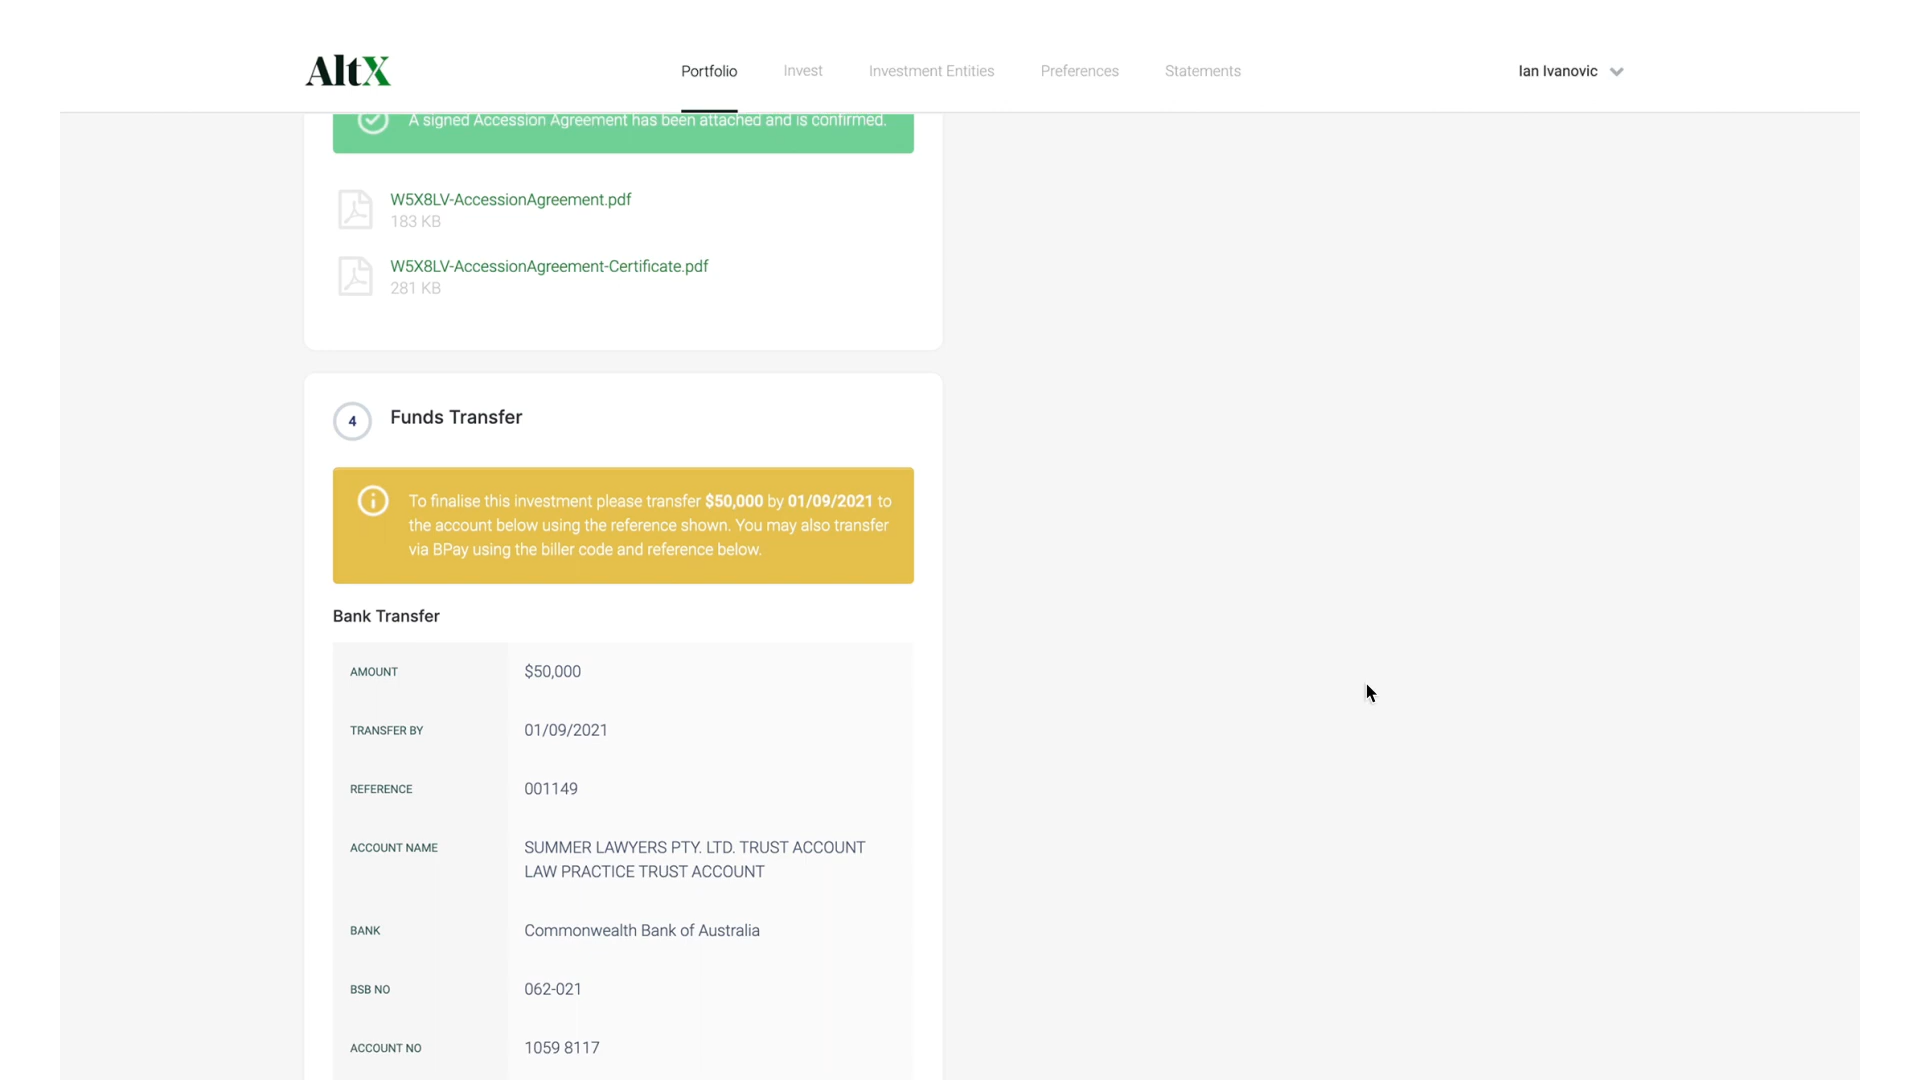 AltX
Portfolio
Invest
Investment Entities
Preferences
Statements
Ian Ivanovic
A signed Accession Agreement has been attached and is confirmed.
W5X8LV-AccessionAgreement.pdf
183 KB
W5X8LV-AccessionAgreement-Certificate.pdf
281 KB
4
Funds Transfer
To finalise this investment please transfer $50,000 by 01/09/2021 to
the account below using the reference shown. You may also transfer
via BPay using the biller code and reference below.
Bank Transfer
AMOUNT
$50,000
TRANSFER BY
01/09/2021
REFERENCE
001149
ACCOUNT NAME
SUMMER LAWYERS PTY. LTD. TRUST ACCOUNT
LAW PRACTICE TRUST ACCOUNT
BANK
Commonwealth Bank of Australia
BSB NO
062-021
ACCOUNT NO
1059 8117